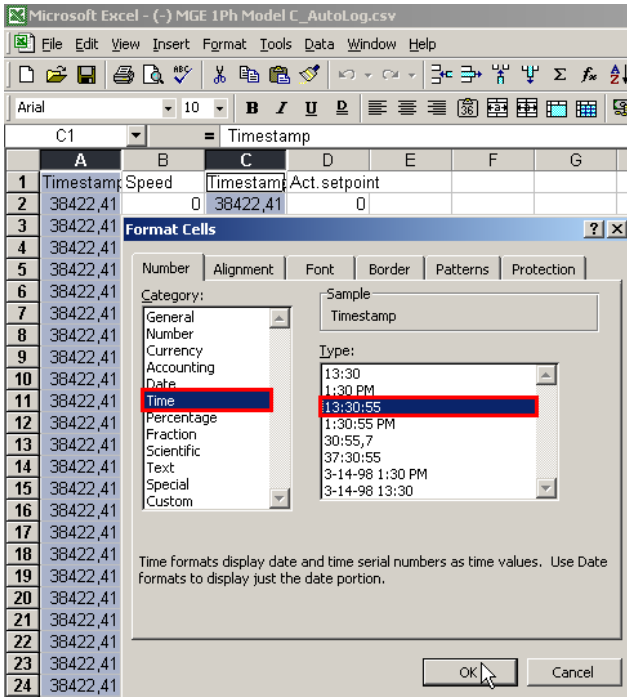 Microsoft Excel - (-) MGE 1Ph Model C_AutoLog.csv
File Edit View Insert Format Tools Data Window Help
Arial 10 B I U D
C1 = Timestamp
A B C D E F G
1 Timestamp Speed Timestamp Act.setpoint
2 38422,41 0 38422,41 0
3 38422,41
4 38422,41
5 38422,41
6 38422,41
7 38422,41
8 38422,41
9 38422,41
10 38422,41
11 38422,41
12 38422,41
13 38422,41
14 38422,41
15 38422,41
16 38422,41
17 38422,41
18 38422,41
19 38422,41
20 38422,41
21 38422,41
22 38422,41
23 38422,41
24 38422,41
Format Cells
Number Alignment Font Border Patterns Protection
Category:
General
Number
Currency
Accounting
Date
Time
Percentage
Fraction
Scientific
Text
Special
Custom
Sample
Timestamp
Type:
13:30
1:30 PM
13:30:55
1:30:55 PM
30:55,7
37:30:55
3-14-98 1:30 PM
3-14-98 13:30
Time formats display date and time serial numbers as time values. Use Date
formats to display just the date portion.
OK Cancel